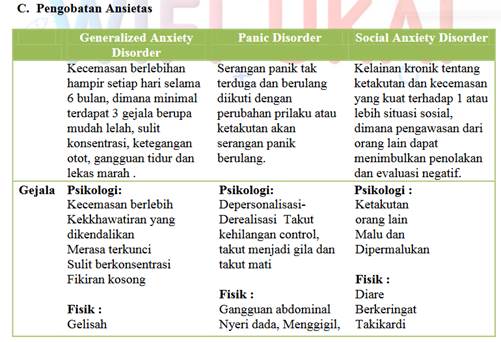 C. Pengobatan Ansietas
Generalized Anxiety Disorder
Panic Disorder
Social Anxiety Disorder
Kecemasan berlebihan
hampir setiap hari selama
6 bulan, dimana minimal
terdapat 3 gejala berupa
mudah lelah, sulit
konsentrasi, ketegangan
otot, gangguan tidur dan
lekas marah .
Serangan panik tak
terduga dan berulang
diikuti dengan
perubahan prilaku atau
ketakutan akan
serangan panik
berulang.
Kelainan kronik tentang
ketakutan dan kecemasan
yang kuat terhadap 1 atau
lebih situasi sosial,
dimana pengawasan dari
orang lain dapat
menimbulkan penolakan
dan evaluasi negatif.
Gejala
Psikologi:
Kecemasan berlebih
Kekkhawatiran yang
dikendalikan
Merasa terkunci
Sulit berkonsentrasi
Fikiran kosong
Fisik :
Gelisah
Psikologi:
Depersonalisasi-
Derealisasi Takut
kehilangan control,
takut menjadi gila dan
takut mati
Fisik :
Gangguan abdominal
Nyeri dada, Menggigil,
Psikologi :
Ketakutan
orang lain
Malu dan
Dipermalukan
Fisik :
Diare
Berkeringat
Takikardi